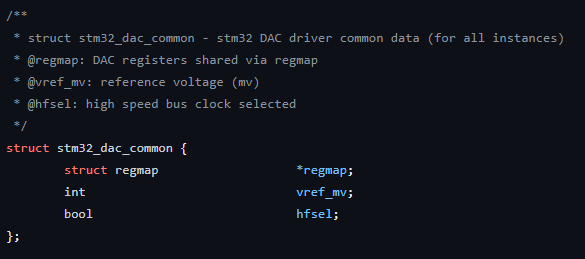 /**
 * struct stm32_dac_common - stm32 DAC driver common data (for all instances)
 * @regmap: DAC registers shared via regmap
 * @vref_mv: reference voltage (mv)
 * @hfsel: high speed bus clock selected
 */
struct stm32_dac_common {
        struct regmap                   *regmap;
        int                             vref_mv;
        bool                            hfsel;
};